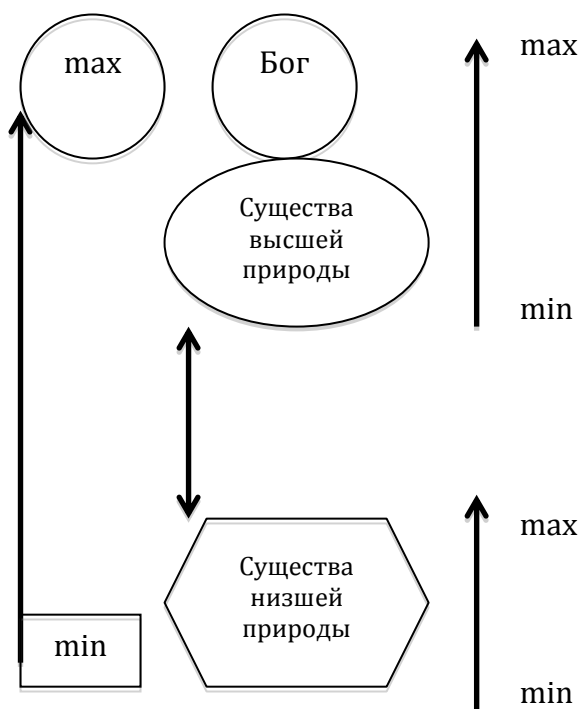 max
Бог
max
Существа
высшей
природы
min
max
Существа
низшей
природы
min
min